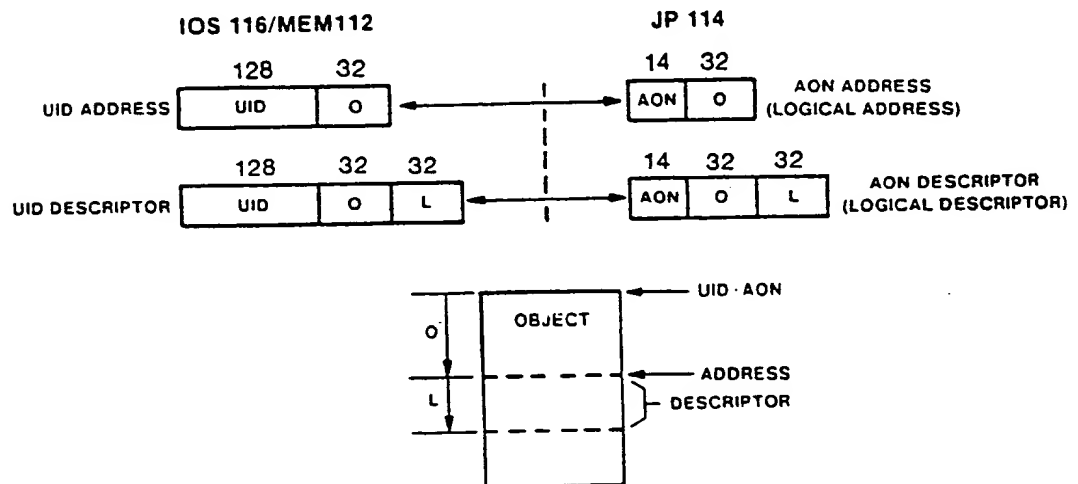 IOS 116/MEM112
JP 114
128 32
14 32
UID ADDRESS UID O
AON O AON ADDRESS
(LOGICAL ADDRESS)
128 32 32
14 32 32
UID DESCRIPTOR UID O L
AON O L AON DESCRIPTOR
(LOGICAL DESCRIPTOR)
UID·AON
OBJECT
O
ADDRESS
L
DESCRIPTOR